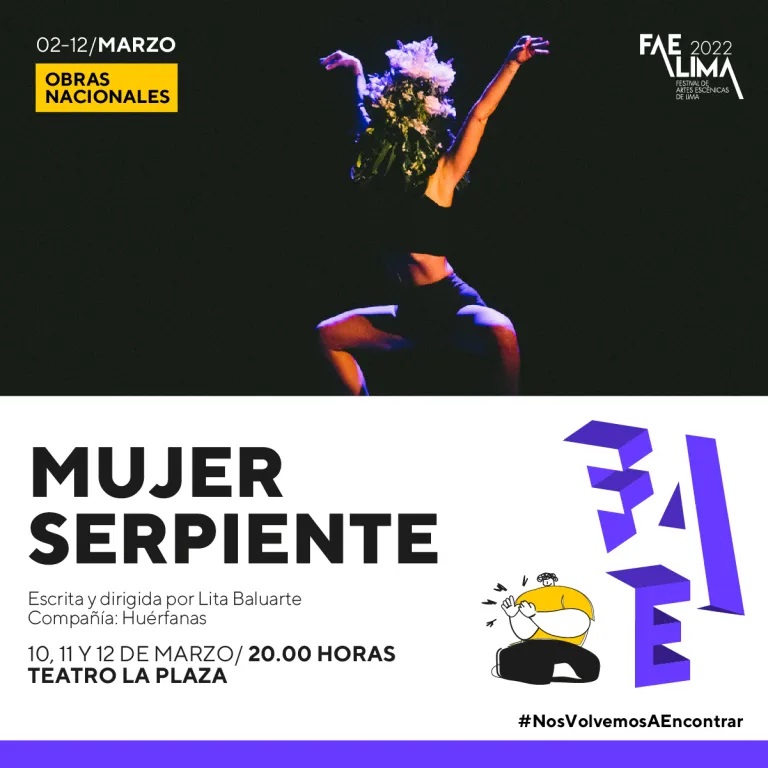 02-12/MARZO
OBRAS
NACIONALES
FAE 2022
LIMA
FESTIVAL DE
ARTES ESCÉNICAS
DE LIMA
MUJER
SERPIENTE
Escrita y dirigida por Lita Baluarte
Compañía: Huérfanas
10, 11 Y 12 DE MARZO/ 20.00 HORAS
TEATRO LA PLAZA
FAE
#NosVolvemosAEncontrar